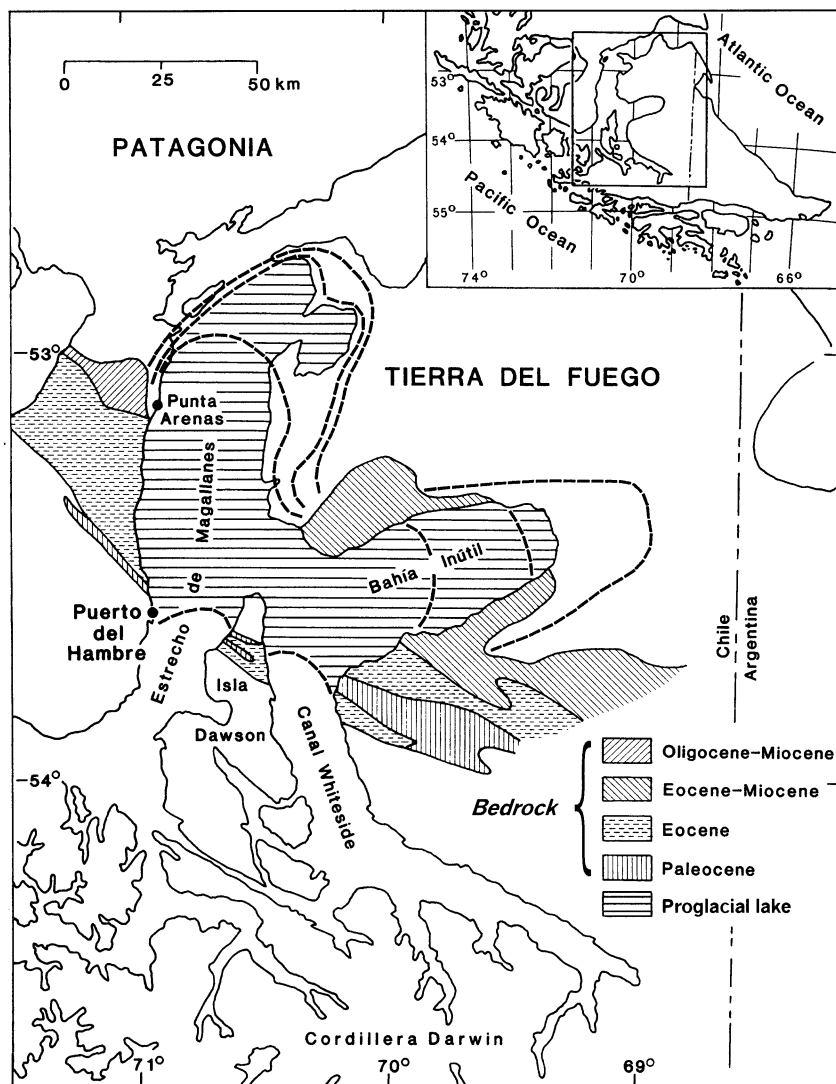 0 25 50 km
PATAGONIA
Atlantic Ocean
53°
54°
55°
Pacific Ocean
74° 70° 66°
53°
TIERRA DEL FUEGO
Punta
Arenas
Estrecho de Magallanes
Bahía Inútil
Puerto
del
Hambre
Isla
Dawson
Canal Whiteside
Chile
Argentina
54°
Bedrock
Oligocene–Miocene
Eocene–Miocene
Eocene
Paleocene
Proglacial lake
Cordillera Darwin
71° 70° 69°